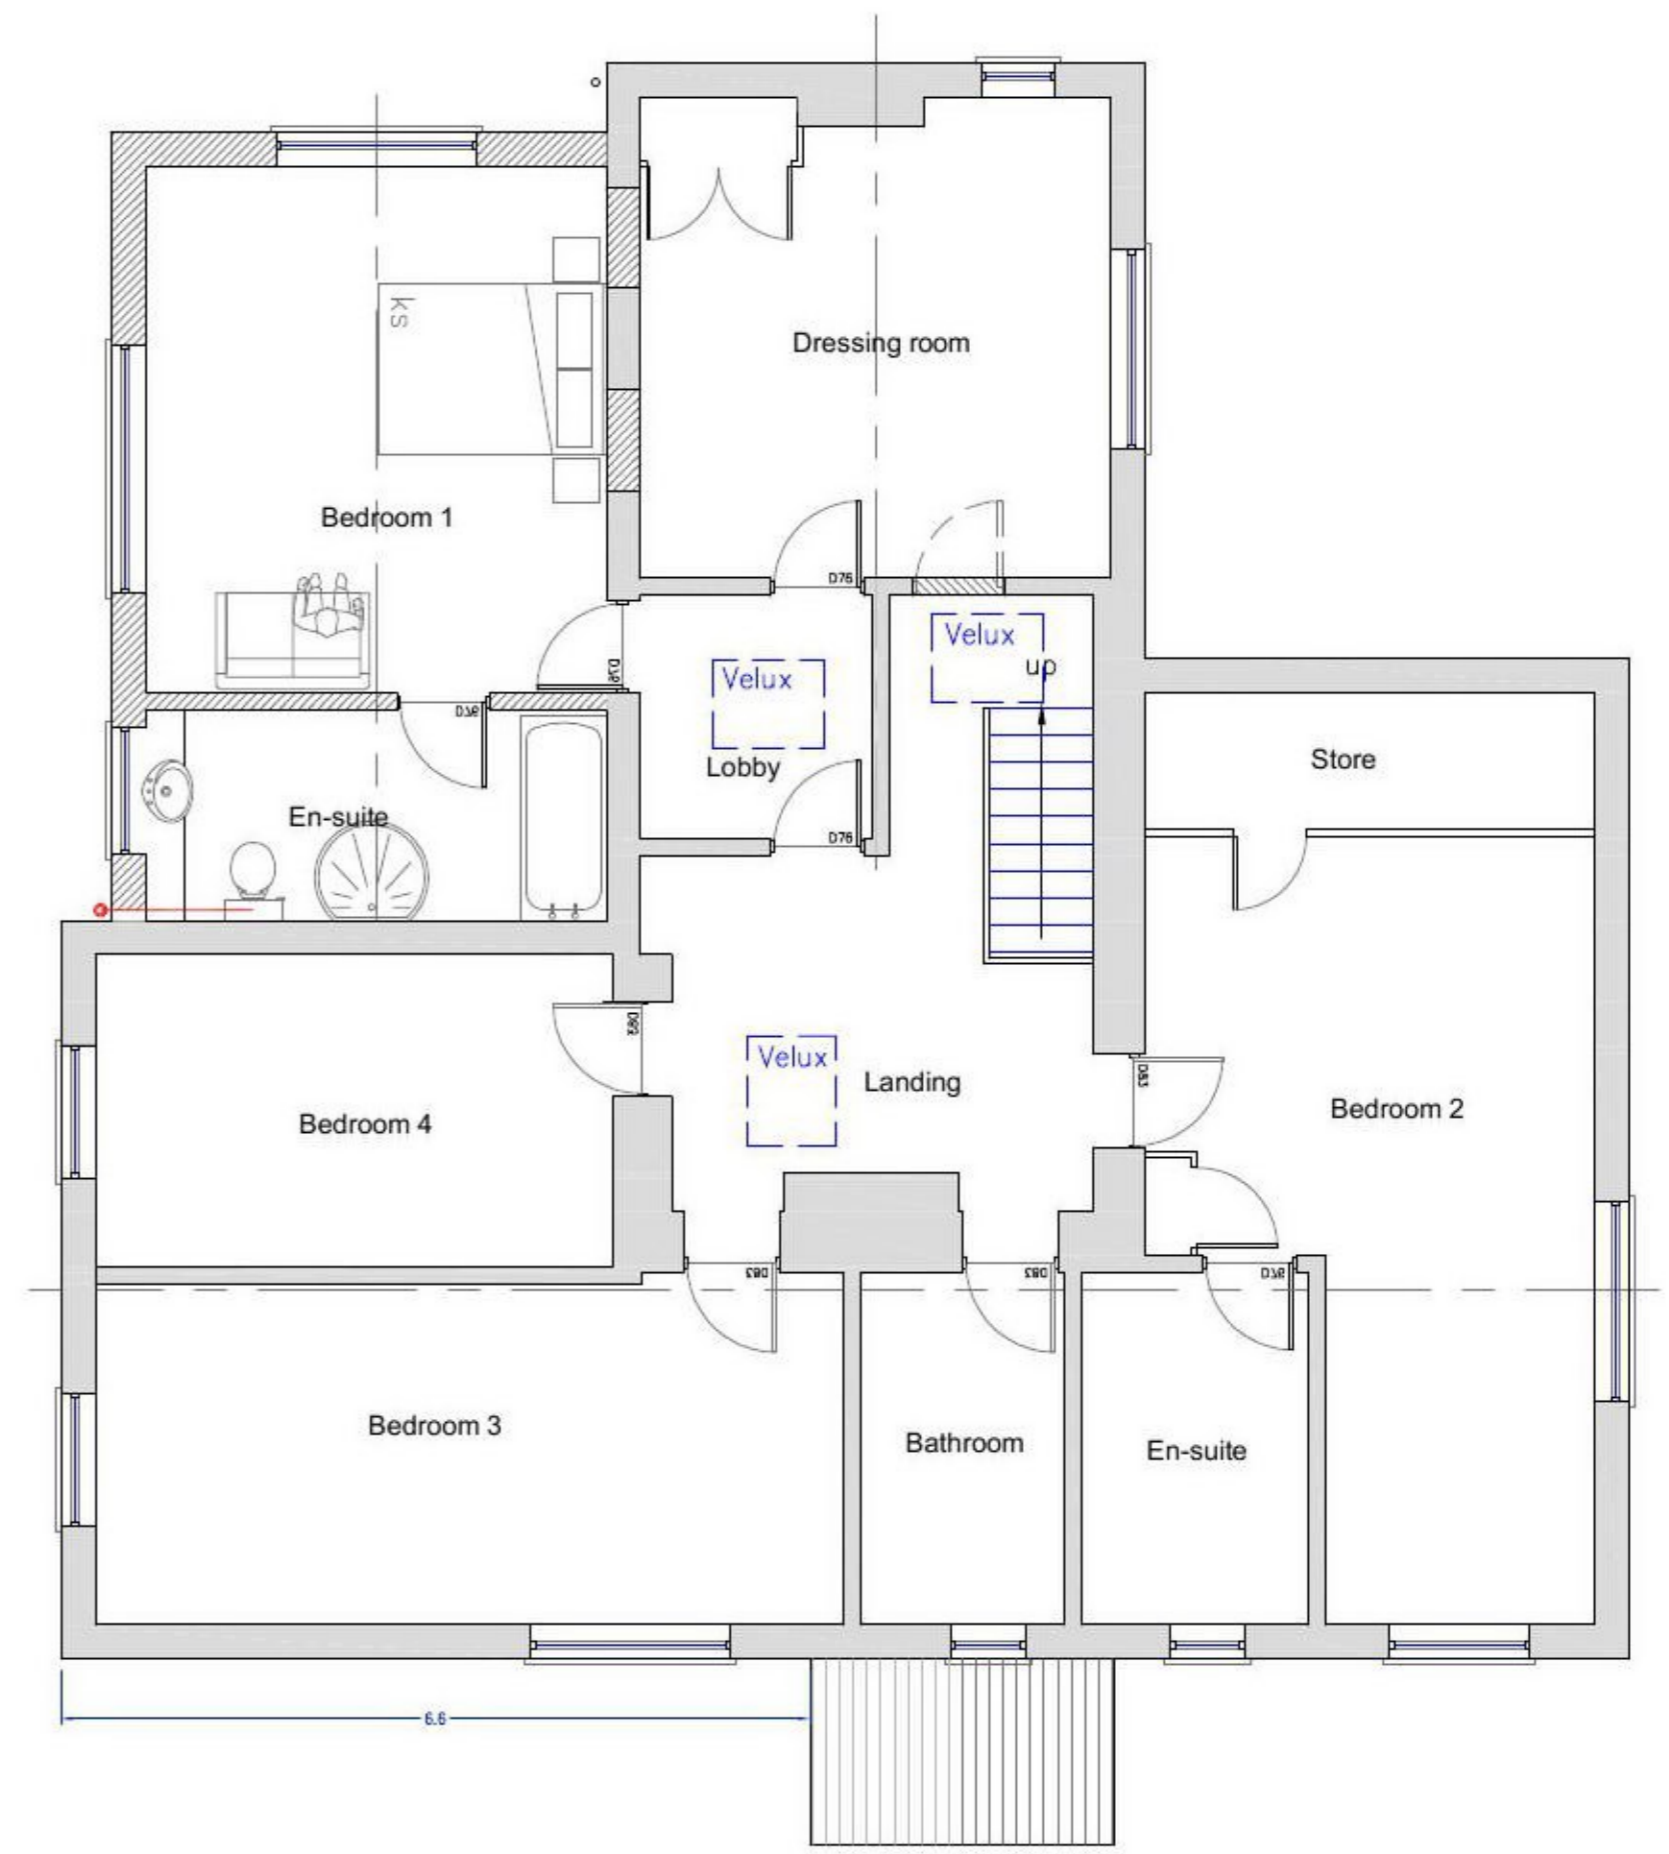 ks
Dressing room
Bedroom 1
D76
Velux
up
D76
Velux
D76
Lobby
Store
En-suite
D76
D83
Velux
Landing
D83
Bedroom 2
Bedroom 4
D83
D83
D76
Bedroom 3
Bathroom
En-suite
6.6